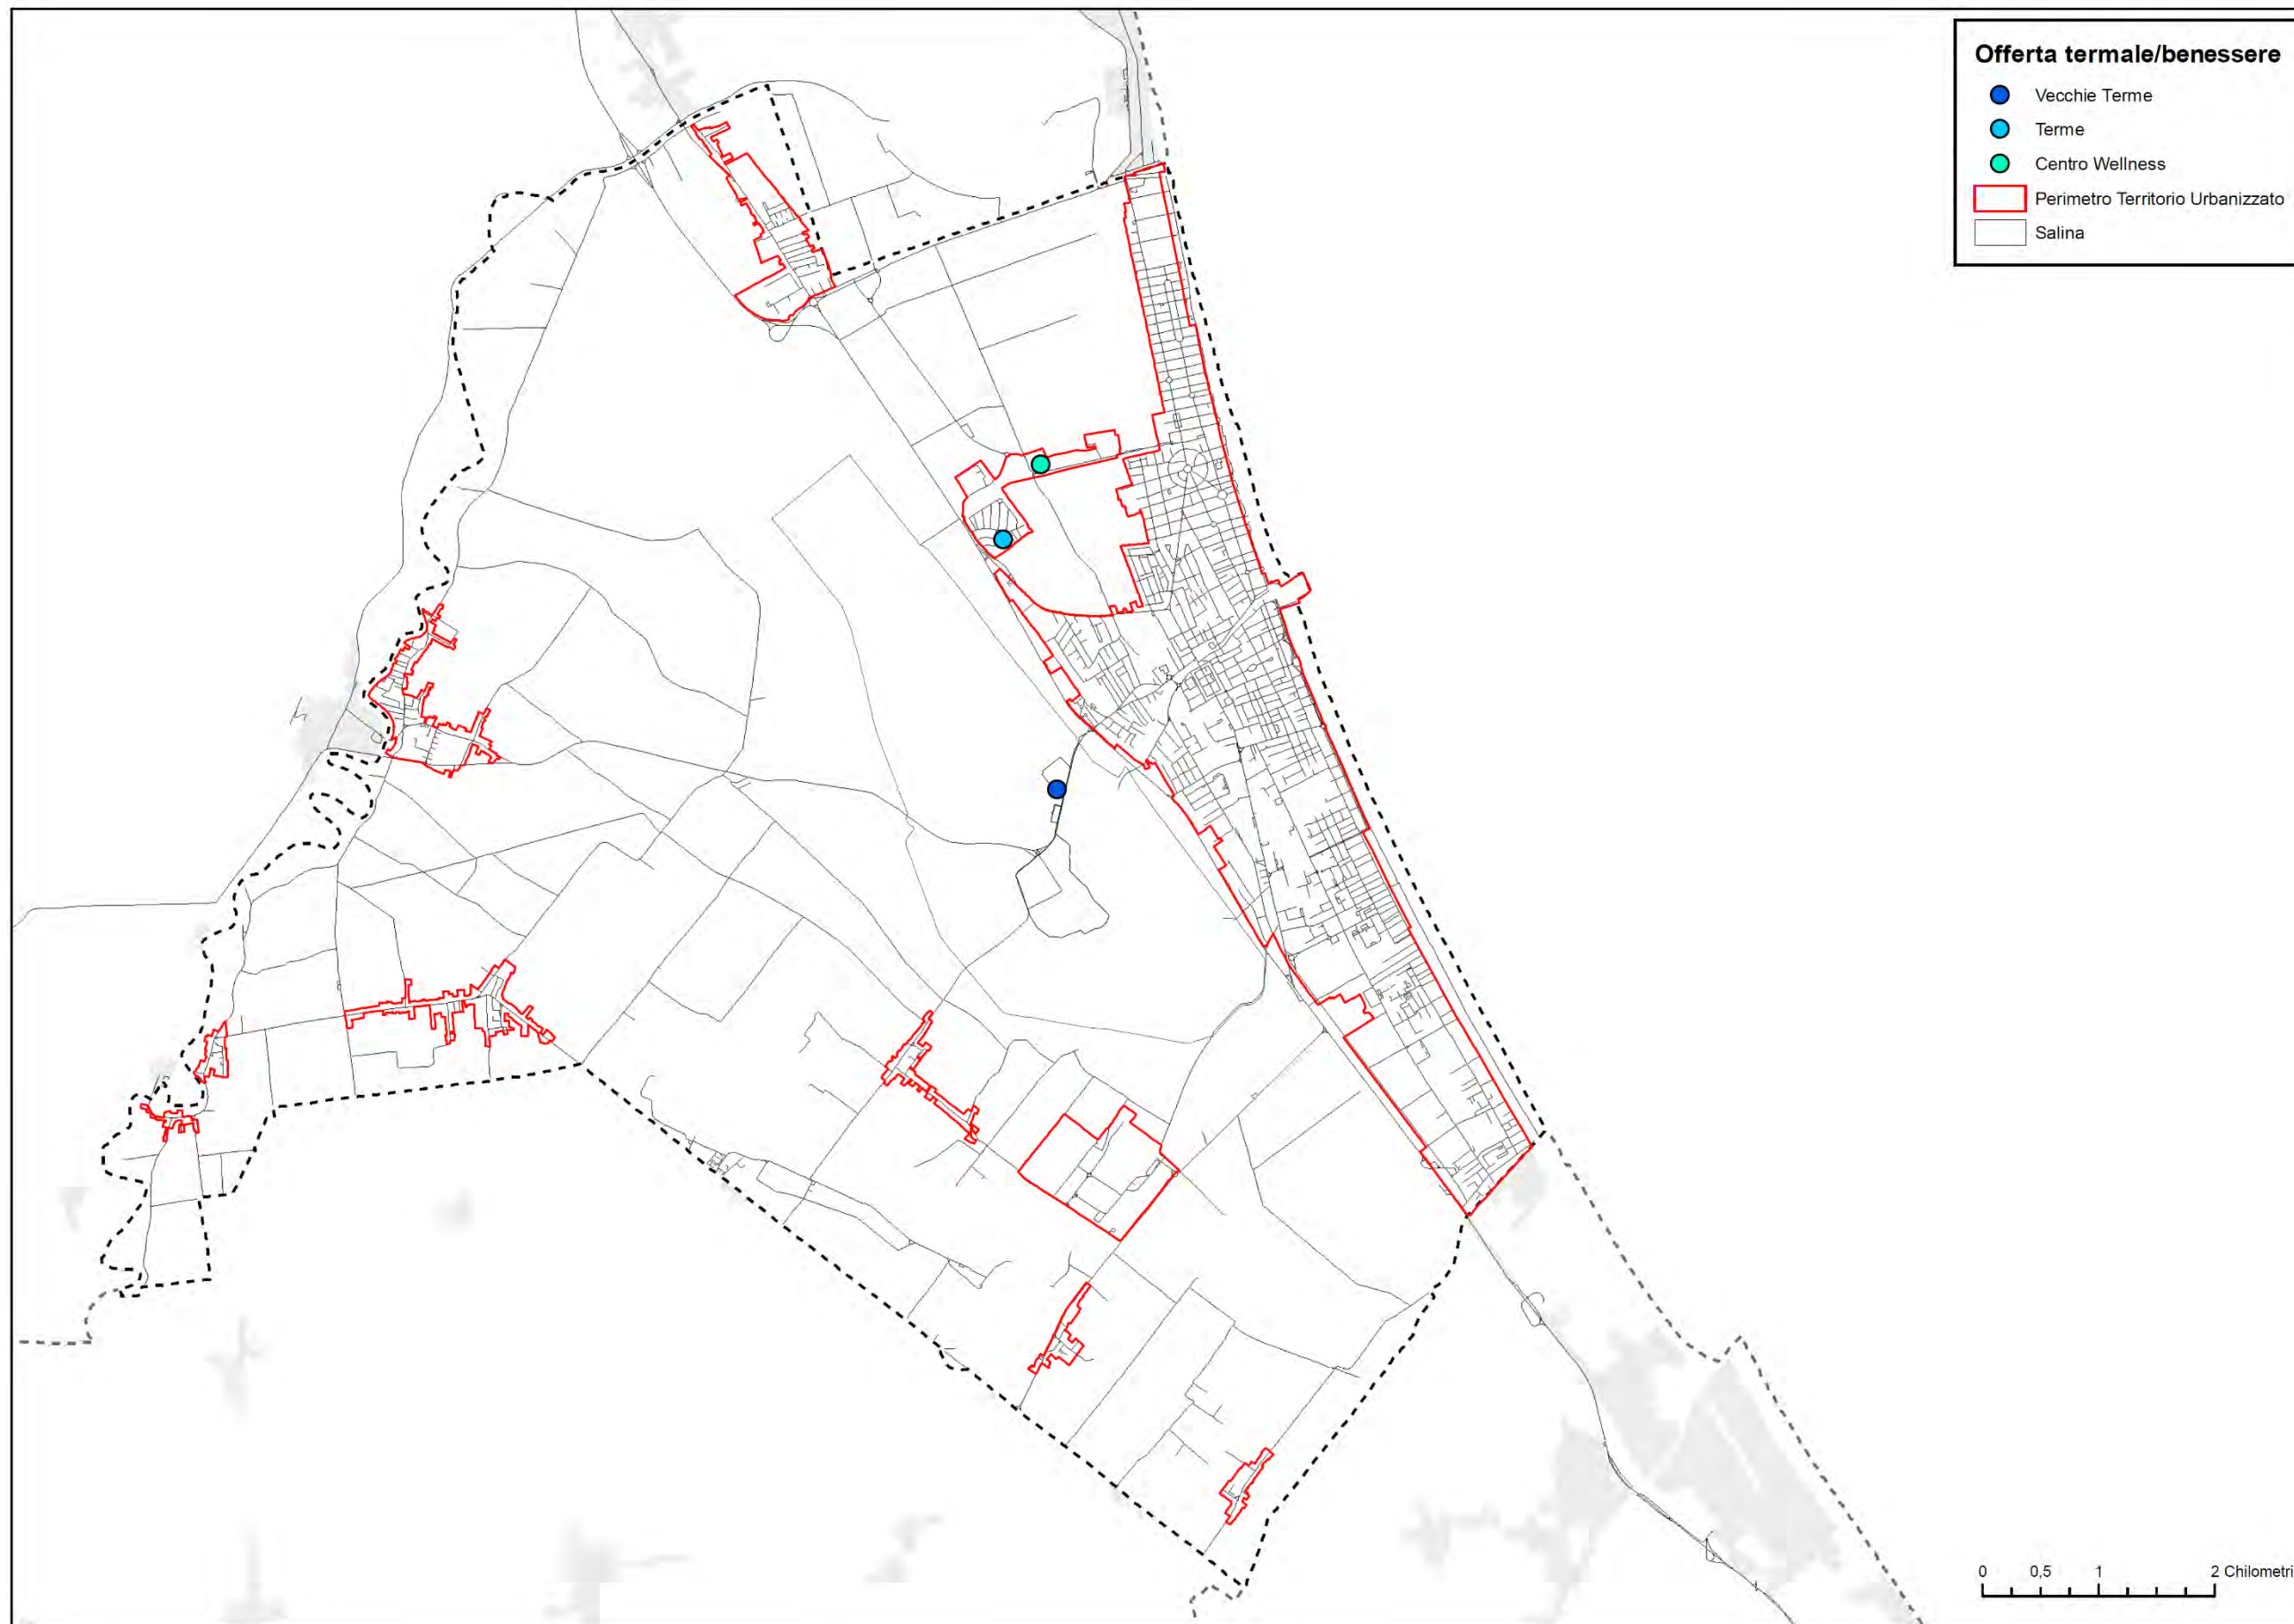 Offerta termale/benessere
Vecchie Terme
Terme
Centro Wellness
Perimetro Territorio Urbanizzato
Salina
0 0,5 1 2 Chilometri